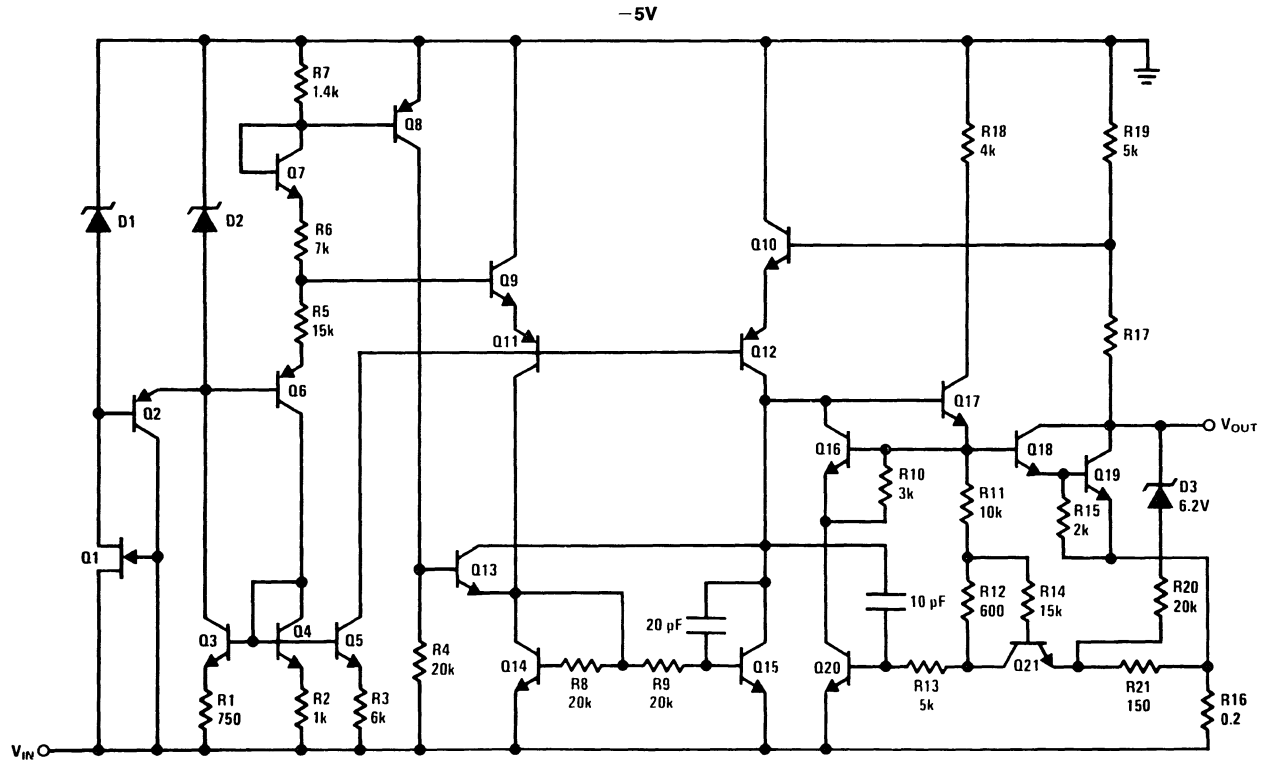 −5V
R7
1.4k
Q8
R18
4k
R19
5k
Q7
D1
D2
R6
7k
Q10
Q9
R5
15k
Q11
Q12
R17
Q6
Q2
Q17
VOUT
Q16
Q18
R10
3k
R11
10k
Q19
R15
2k
D3
6.2V
Q1
Q13
10 pF
R12
600
R14
15k
R20
20k
20 pF
Q3
Q4
Q5
R4
20k
Q14
R8
20k
R9
20k
Q15
Q20
R13
5k
Q21
R21
150
R1
750
R2
1k
R3
6k
R16
0.2
VIN